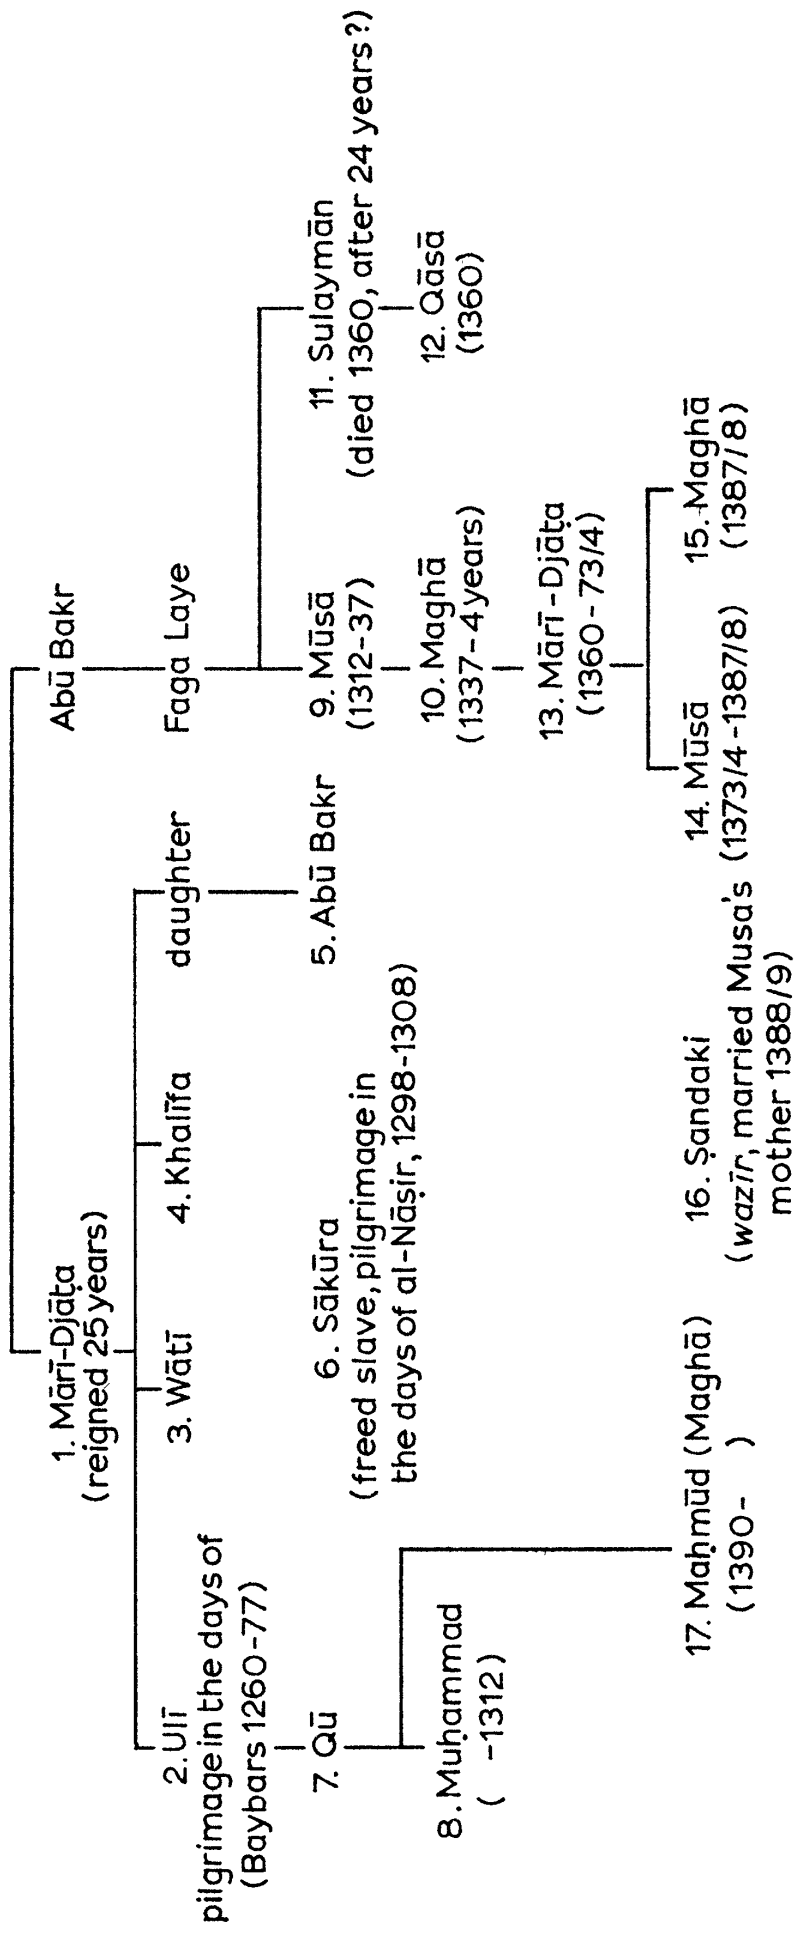 Abū Bakr
1. Mārī-Djāṭa
(reigned 25 years)
2. Ulī
pilgrimage in the days of
(Baybars 1260-77)
3. Wātī
4. Khalīfa
daughter
Faga Laye
7. Qū
6. Sākūra
(freed slave, pilgrimage in
the days of al-Nāṣir, 1298-1308)
5. Abū Bakr
9. Mūsā
(1312-37)
11. Sulaymān
(died 1360, after 24 years?)
8. Muḥammad
( -1312)
10. Maghā
(1337-4 years)
12. Qāsā
(1360)
13. Mārī-Djāṭa
(1360-73/4)
17. Maḥmūd (Maghā)
(1390- )
16. Ṣandaki
(wazīr, married Musa's
mother 1388/9)
14. Mūsā
(1373/4-1387/8)
15. Maghā
(1387/8)